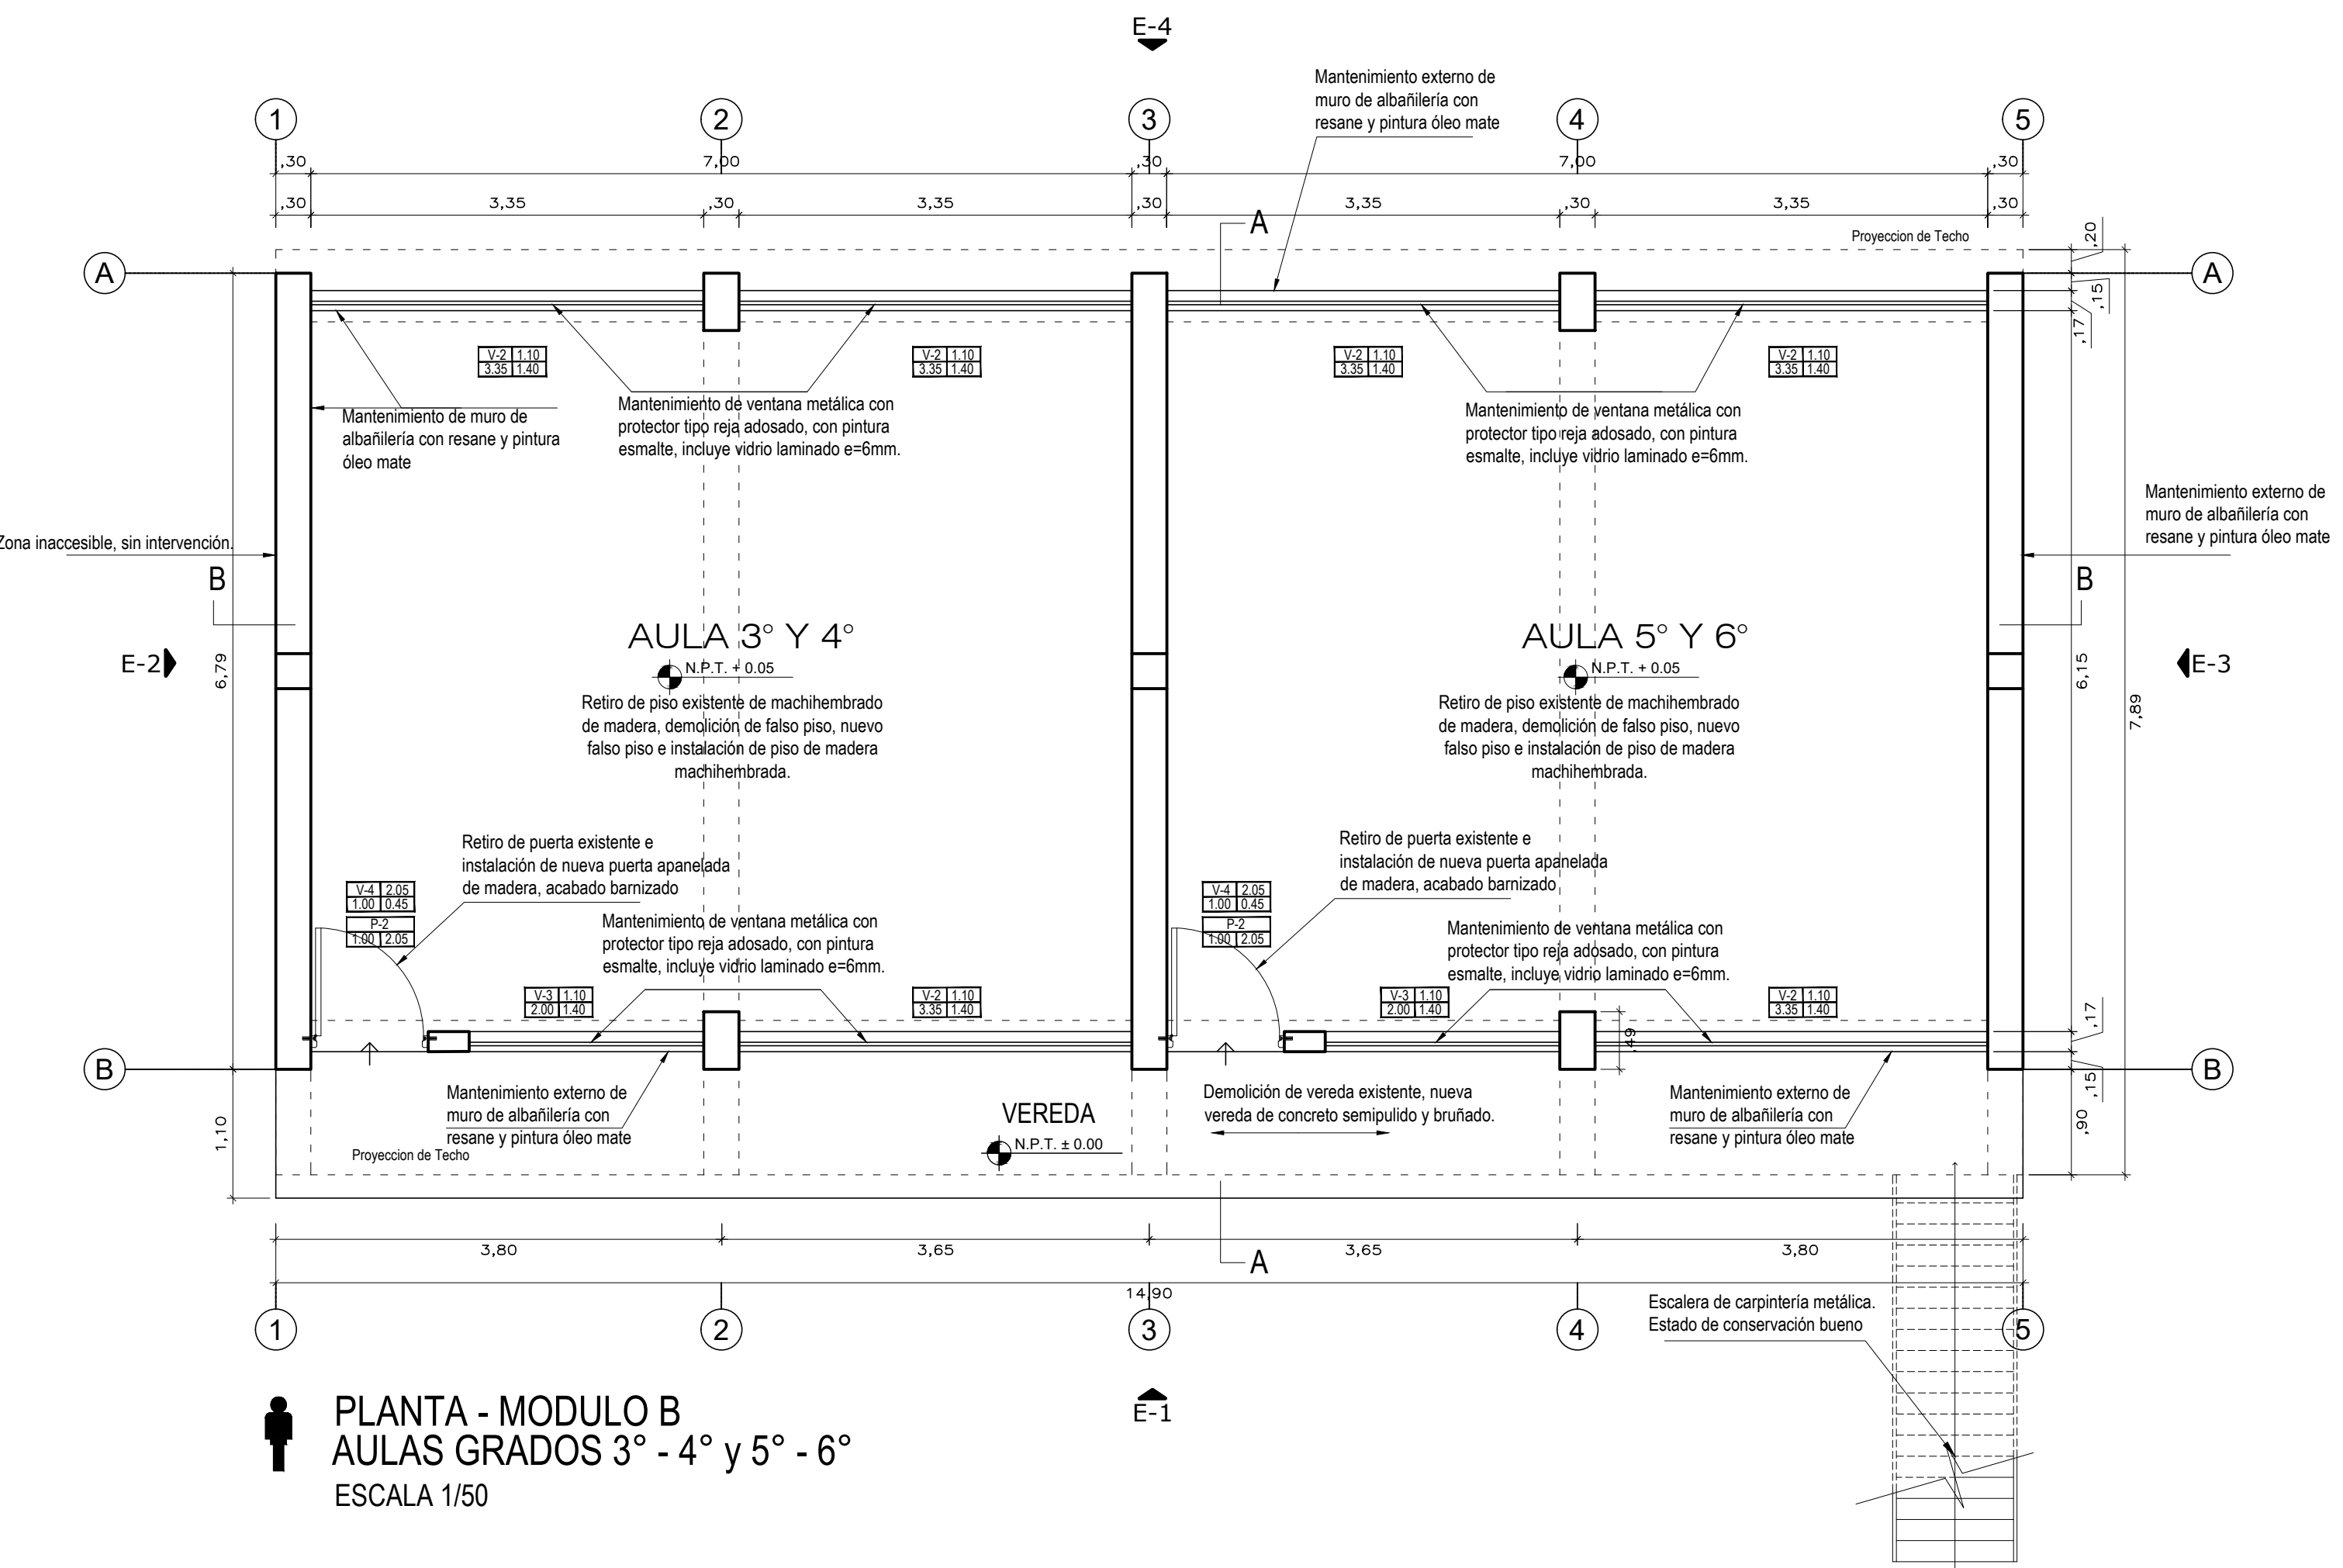 E-4
Mantenimiento externo de
muro de albañilería con
resane y pintura óleo mate
1
2
3
4
5
,30
7,00
,30
7,00
,30
,30
3,35
,30
3,35
,30
3,35
,30
3,35
,30
A
Proyeccion de Techo
,20
A
A
,15
,17
V-2 1.10
3.35 1.40
V-2 1.10
3.35 1.40
V-2 1.10
3.35 1.40
V-2 1.10
3.35 1.40
Mantenimiento de muro de
albañilería con resane y pintura
óleo mate
Mantenimiento de ventana metálica con
protector tipo reja adosado, con pintura
esmalte, incluye vidrio laminado e=6mm.
Mantenimiento de ventana metálica con
protector tipo reja adosado, con pintura
esmalte, incluye vidrio laminado e=6mm.
Mantenimiento externo de
muro de albañilería con
resane y pintura óleo mate
Zona inaccesible, sin intervención.
B
B
E-2
6,79
AULA 3° Y 4°
N.P.T. + 0.05
Retiro de piso existente de machihembrado
de madera, demolición de falso piso, nuevo
falso piso e instalación de piso de madera
machihembrada.
AULA 5° Y 6°
N.P.T. + 0.05
Retiro de piso existente de machihembrado
de madera, demolición de falso piso, nuevo
falso piso e instalación de piso de madera
machihembrada.
6,15
7,89
E-3
Retiro de puerta existente e
instalación de nueva puerta apanelada
de madera, acabado barnizado
Retiro de puerta existente e
instalación de nueva puerta apanelada
de madera, acabado barnizado
V-4 2.05
1.00 0.45
P-2
1.00 2.05
V-4 2.05
1.00 0.45
P-2
1.00 2.05
Mantenimiento de ventana metálica con
protector tipo reja adosado, con pintura
esmalte, incluye vidrio laminado e=6mm.
Mantenimiento de ventana metálica con
protector tipo reja adosado, con pintura
esmalte, incluye vidrio laminado e=6mm.
V-3 1.10
2.00 1.40
V-2 1.10
3.35 1.40
V-3 1.10
2.00 1.40
V-2 1.10
3.35 1.40
,49
,17
B
B
,15
,90
1,10
Mantenimiento externo de
muro de albañilería con
resane y pintura óleo mate
VEREDA
N.P.T. ± 0.00
Demolición de vereda existente, nueva
vereda de concreto semipulido y bruñado.
Mantenimiento externo de
muro de albañilería con
resane y pintura óleo mate
Proyeccion de Techo
3,80
3,65
3,65
3,80
A
14,90
1
2
3
4
5
Escalera de carpintería metálica.
Estado de conservación bueno
E-1
PLANTA - MODULO B
AULAS GRADOS 3° - 4° y 5° - 6°
ESCALA 1/50